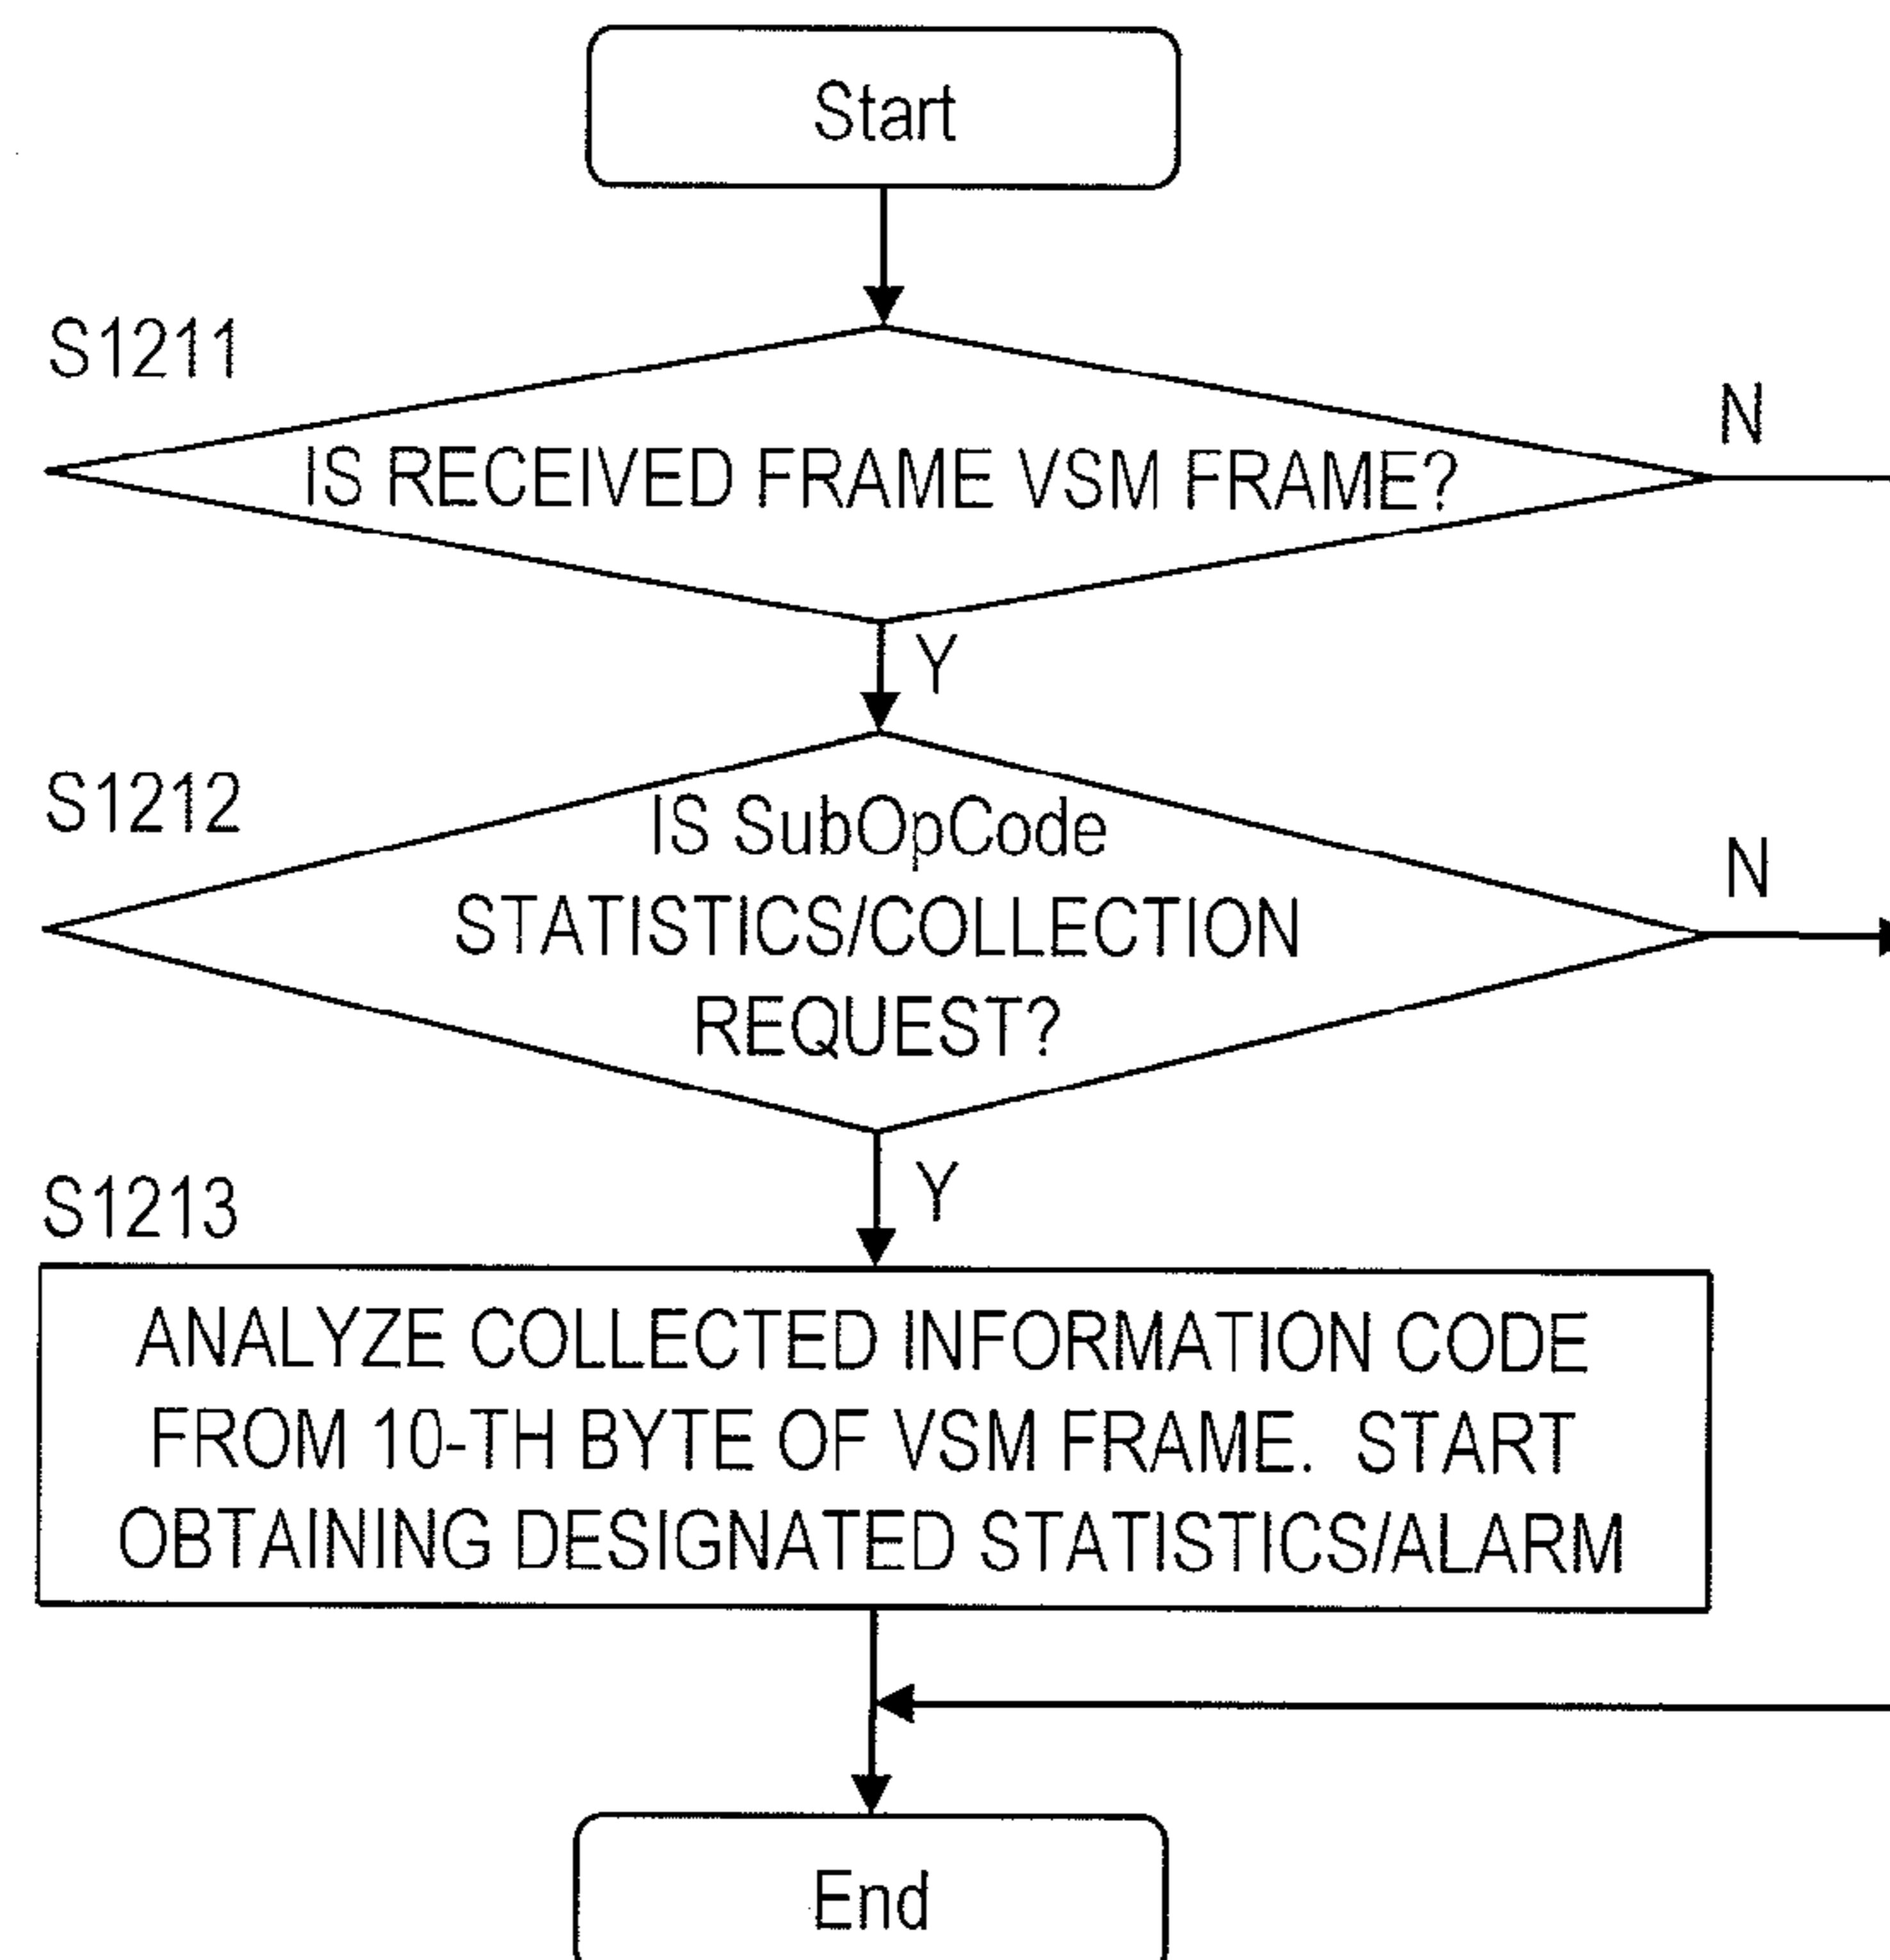 Start
S1211
N
IS RECEIVED FRAME VSM FRAME?
Y
S1212
IS SubOpCode
STATISTICS/COLLECTION
REQUEST?
N
Y
S1213
ANALYZE COLLECTED INFORMATION CODE
FROM 10-TH BYTE OF VSM FRAME. START
OBTAINING DESIGNATED STATISTICS/ALARM
End